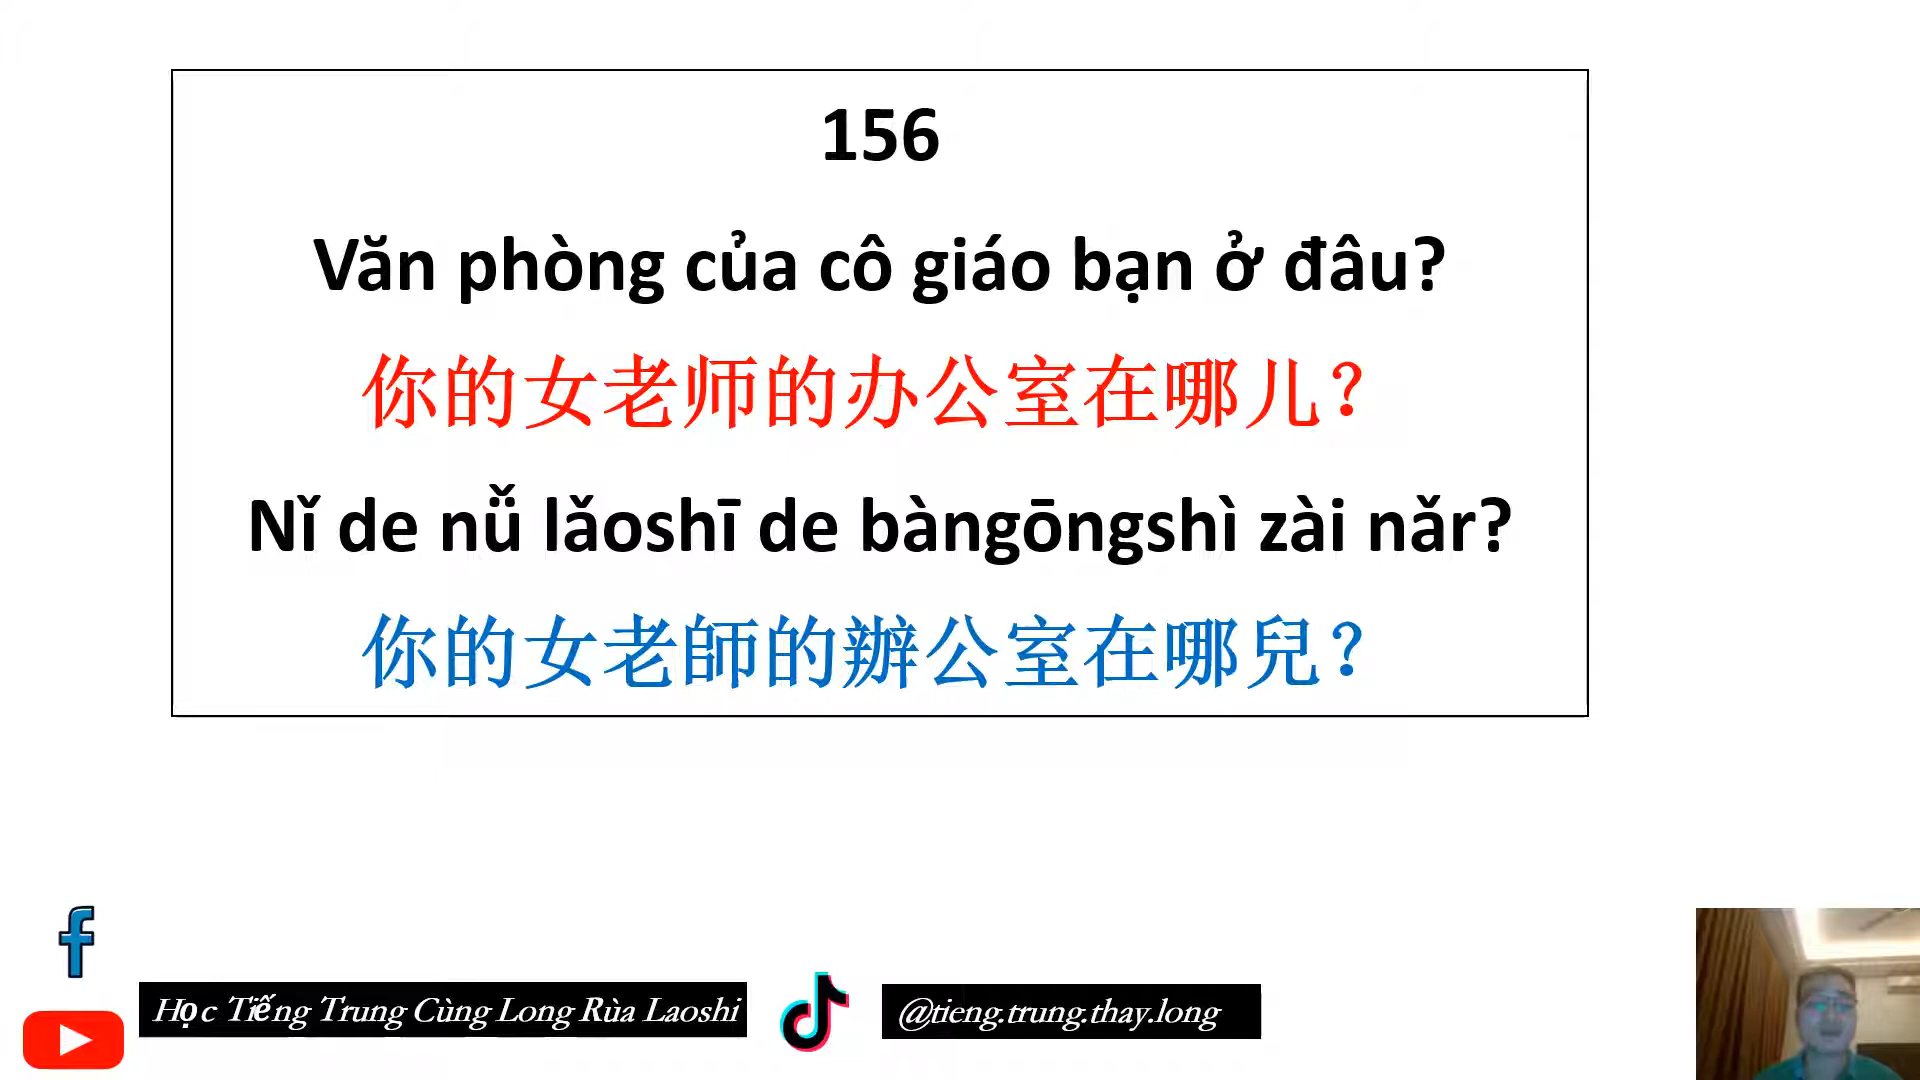 156
Văn phòng của cô giáo bạn ở đâu?
你的女老师的办公室在哪儿？
Nǐ de nǚ lǎoshī de bàngōngshì zài nǎr?
你的女老師的辦公室在哪兒？
Học Tiếng Trung Cùng Long Rùa Laoshi
@tieng.trung.thay.long